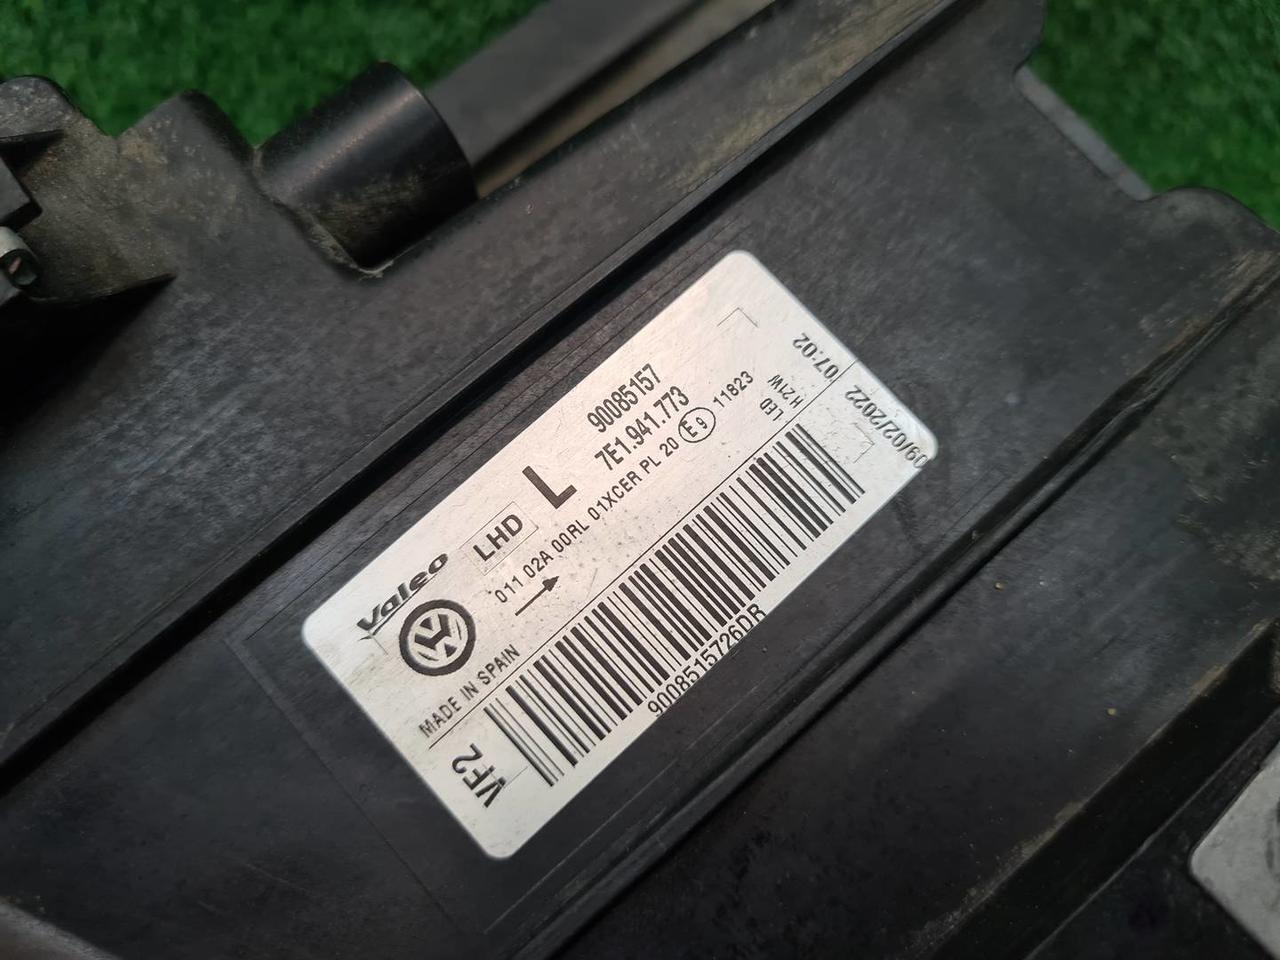 Valeo
LHD
L
90085157
7E1.941.773
011 02A 00RL 01XCER PL 20 E9 11823
LED
H21W
MADE IN SPAIN
VF2
9008515726DB
09/02/2022 07:02